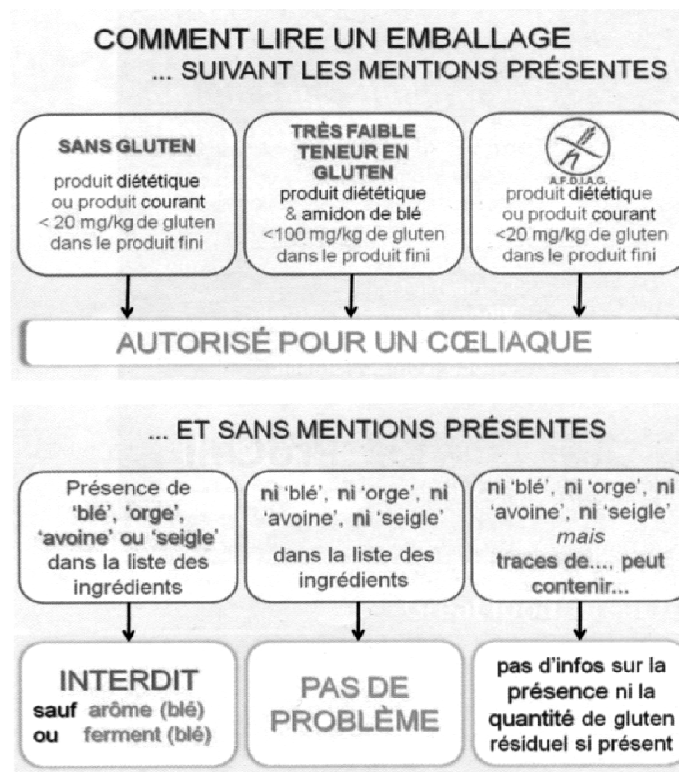 COMMENT LIRE UN EMBALLAGE
... SUIVANT LES MENTIONS PRÉSENTES
SANS GLUTEN
produit diététique
ou produit courant
< 20 mg/kg de gluten
dans le produit fini
TRÈS FAIBLE
TENEUR EN
GLUTEN
produit diététique
& amidon de blé
<100 mg/kg de gluten
dans le produit fini
A.F.D.I.A.G.
produit diététique
ou produit courant
<20 mg/kg de gluten
dans le produit fini
AUTORISÉ POUR UN CŒLIAQUE
... ET SANS MENTIONS PRÉSENTES
Présence de
'blé', 'orge',
'avoine' ou 'seigle'
dans la liste des
ingrédients
ni 'blé', ni 'orge', ni
'avoine', ni 'seigle'
dans la liste des
ingrédients
ni 'blé', ni 'orge', ni
'avoine', ni 'seigle'
mais
traces de...., peut
contenir...
INTERDIT
sauf arôme (blé)
ou ferment (blé)
PAS DE
PROBLÈME
pas d'infos sur la
présence ni la
quantité de gluten
résiduel si présent